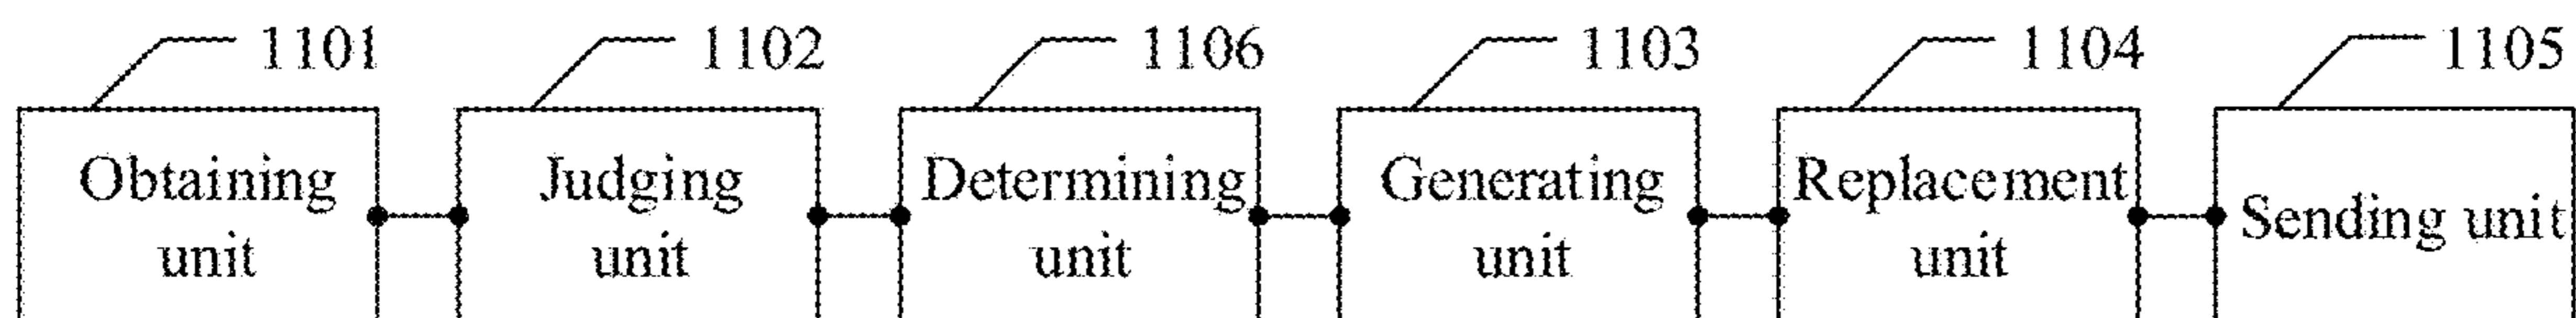 1101
1102
1106
1103
1104
1105
Obtaining
unit
Judging
unit
Determining
unit
Generating
unit
Replacement
unit
Sending unit